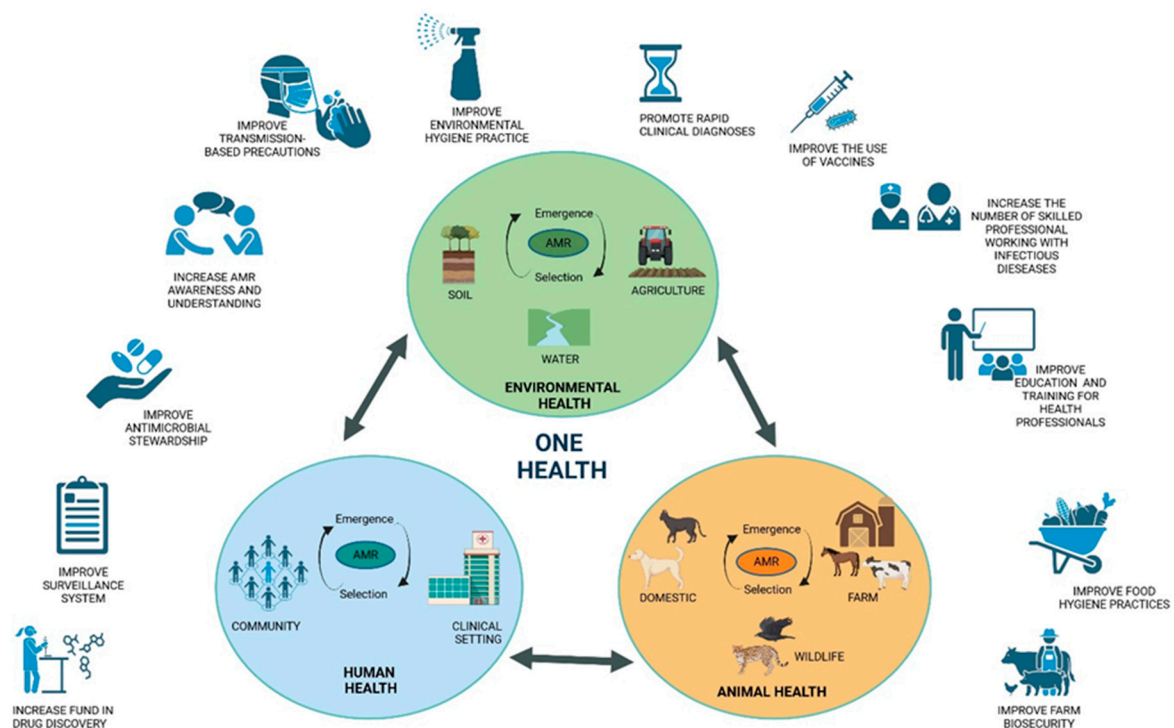 IMPROVE
TRANSMISSION-
BASED PRECAUTIONS
IMPROVE
ENVIRONMENTAL
HYGIENE PRACTICE
PROMOTE RAPID
CLINICAL DIAGNOSES
IMPROVE THE USE
OF VACCINES
INCREASE THE
NUMBER OF SKILLED
PROFESSIONAL
WORKING WITH
INFECTIOUS
DIESEASES
INCREASE AMR
AWARENESS AND
UNDERSTANDING
Emergence
AMR
Selection
SOIL
AGRICULTURE
WATER
ENVIRONMENTAL
HEALTH
IMPROVE
EDUCATION AND
TRAINING FOR
HEALTH
PROFESSIONALS
IMPROVE
ANTIMICROBIAL
STEWARDSHIP
ONE
HEALTH
IMPROVE
SURVEILLANCE
SYSTEM
Emergence
AMR
Selection
COMMUNITY
CLINICAL
SETTING
HUMAN
HEALTH
Emergence
AMR
Selection
DOMESTIC
FARM
WILDLIFE
ANIMAL HEALTH
IMPROVE FOOD
HYGIENE PRACTICES
INCREASE FUND IN
DRUG DISCOVERY
IMPROVE FARM
BIOSECURITY